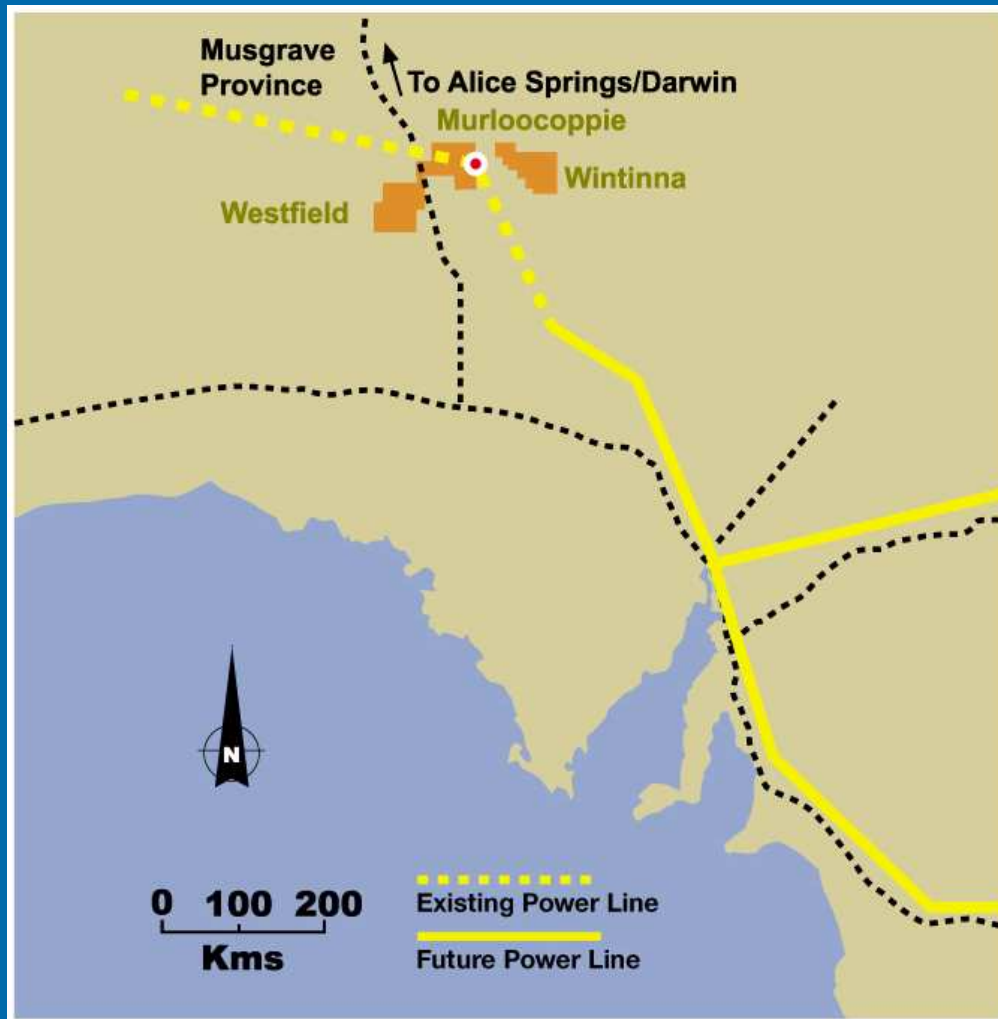 Musgrave
Province
To Alice Springs/Darwin
Murloocoppie
Wintinna
Westfield
N
0 100 200
Kms
Existing Power Line
Future Power Line